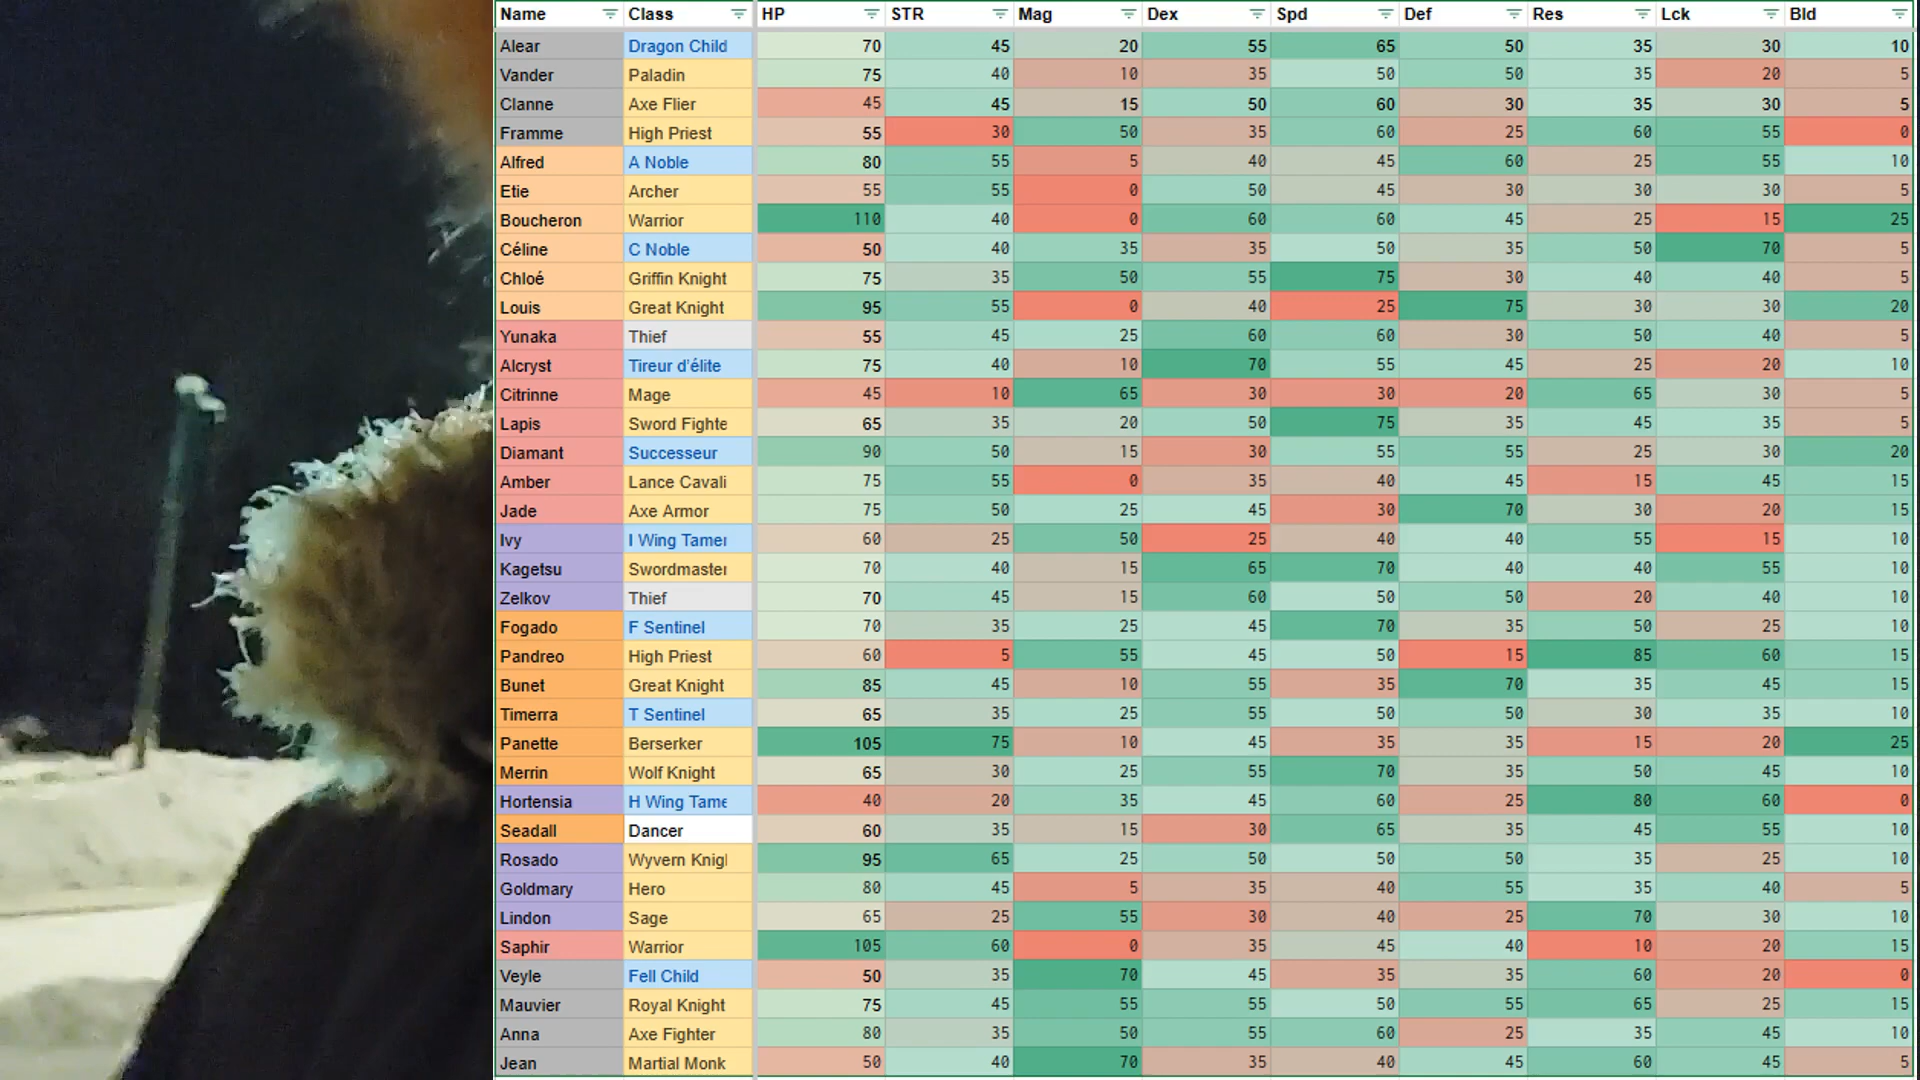 Name Class HP STR Mag Dex Spd Def Res Lck Bld
Alear Dragon Child 70 45 20 55 65 50 35 30 10
Vander Paladin 75 40 10 35 50 50 35 20 5
Clanne Axe Flier 45 45 15 50 60 30 35 30 5
Framme High Priest 55 30 50 35 60 25 60 55 0
Alfred A Noble 80 55 5 40 45 60 25 55 10
Etie Archer 55 55 0 50 45 30 30 30 5
Boucheron Warrior 110 40 0 60 60 45 25 15 25
Céline C Noble 50 40 35 35 50 35 50 70 5
Chloé Griffin Knight 75 35 50 55 75 30 40 40 5
Louis Great Knight 95 55 0 40 25 75 30 30 20
Yunaka Thief 55 45 25 60 60 30 50 40 5
Alcryst Tireur d'élite 75 40 10 70 55 45 25 20 10
Citrinne Mage 45 10 65 30 30 20 65 30 5
Lapis Sword Fighte 65 35 20 50 75 35 45 35 5
Diamant Successeur 90 50 15 30 55 55 25 30 20
Amber Lance Cavali 75 55 0 35 40 45 15 45 15
Jade Axe Armor 75 50 25 45 30 70 30 20 15
Ivy I Wing Tamer 60 25 50 25 40 40 55 15 10
Kagetsu Swordmaster 70 40 15 65 70 40 40 55 10
Zelkov Thief 70 45 15 60 50 50 20 40 10
Fogado F Sentinel 70 35 25 45 70 35 50 25 10
Pandreo High Priest 60 5 55 45 50 15 85 60 15
Bunet Great Knight 85 45 10 55 35 70 35 45 15
Timerra T Sentinel 65 35 25 55 50 50 30 35 10
Panette Berserker 105 75 10 45 35 35 15 20 25
Merrin Wolf Knight 65 30 25 55 70 35 50 45 10
Hortensia H Wing Tame 40 20 35 45 60 25 80 60 0
Seadall Dancer 60 35 15 30 65 35 45 55 10
Rosado Wyvern Knig 95 65 25 50 50 50 35 25 10
Goldmary Hero 80 45 5 35 40 55 35 40 5
Lindon Sage 65 25 55 30 40 25 70 30 10
Saphir Warrior 105 60 0 35 45 40 10 20 15
Veyle Fell Child 50 35 70 45 35 35 60 20 0
Mauvier Royal Knight 75 45 55 55 50 55 65 25 15
Anna Axe Fighter 80 35 50 55 60 25 35 45 10
Jean Martial Monk 50 40 70 35 40 45 60 45 5